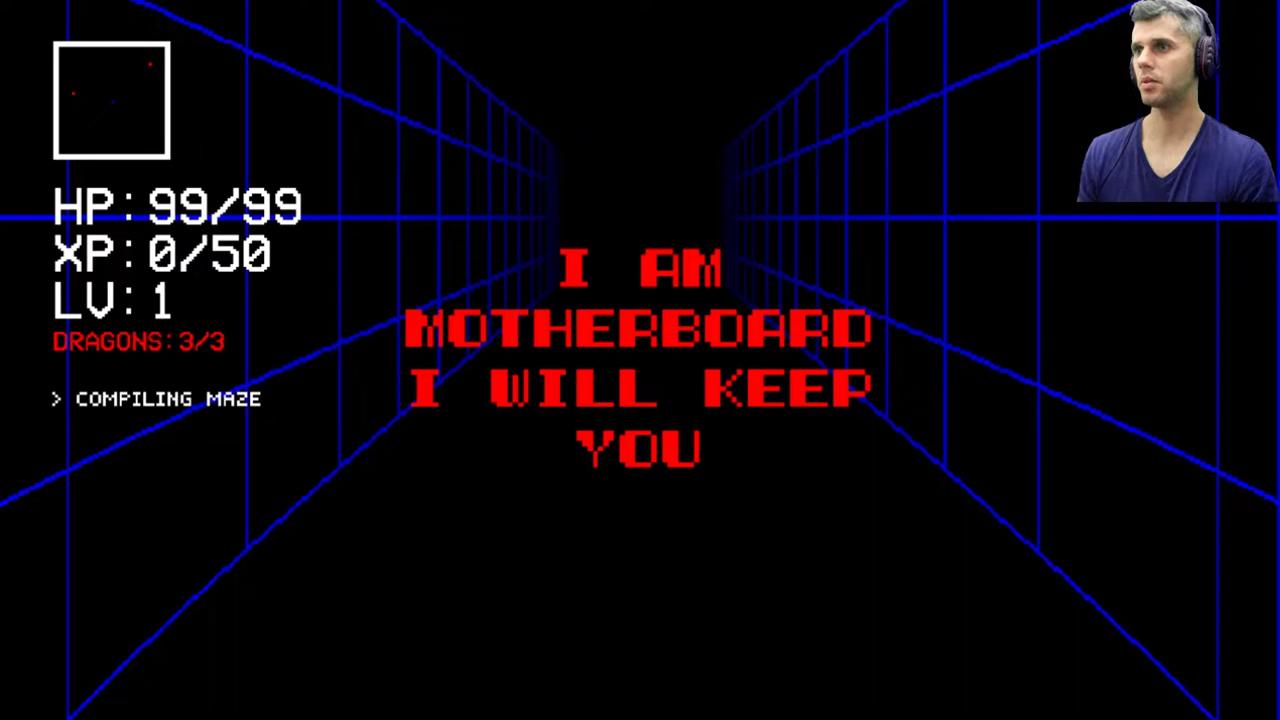 HP: 99/99
XP: 0/50
LV: 1
DRAGONS:3/3
> COMPILING MAZE
I AM
MOTHERBOARD
I WILL KEEP
YOU